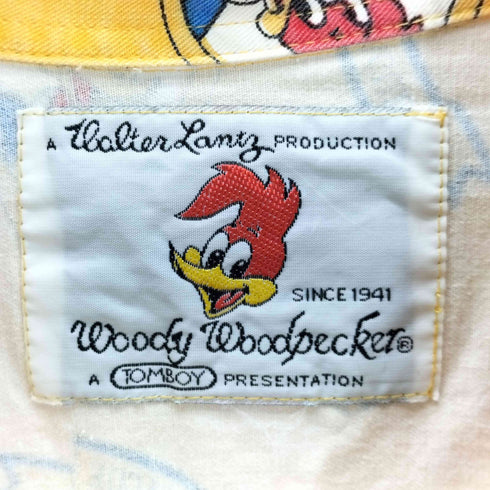 A Walter Lantz PRODUCTION
SINCE 1941
Woody Woodpecker®
A TOMBOY PRESENTATION